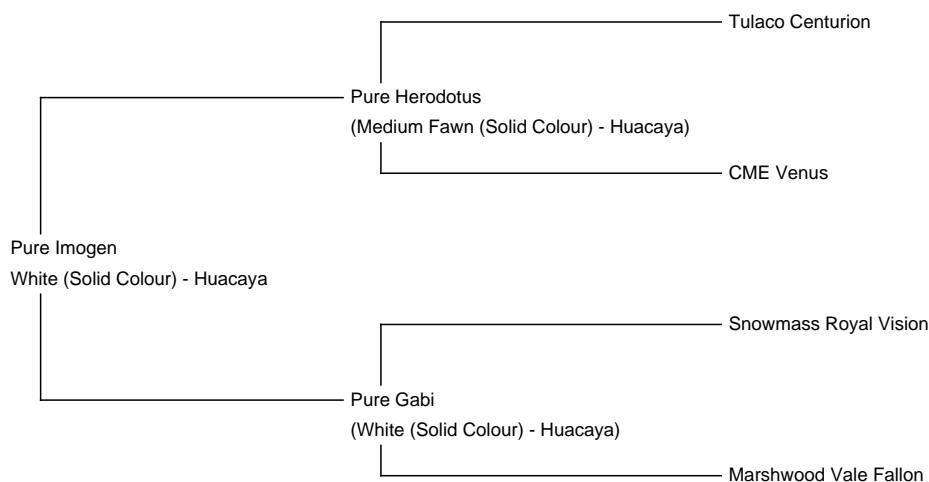 Tulaco Centurion
Pure Herodotus
(Medium Fawn (Solid Colour) - Huacaya)
CME Venus
Pure Imogen
White (Solid Colour) - Huacaya
Snowmass Royal Vision
Pure Gabi
(White (Solid Colour) - Huacaya)
Marshwood Vale Fallon